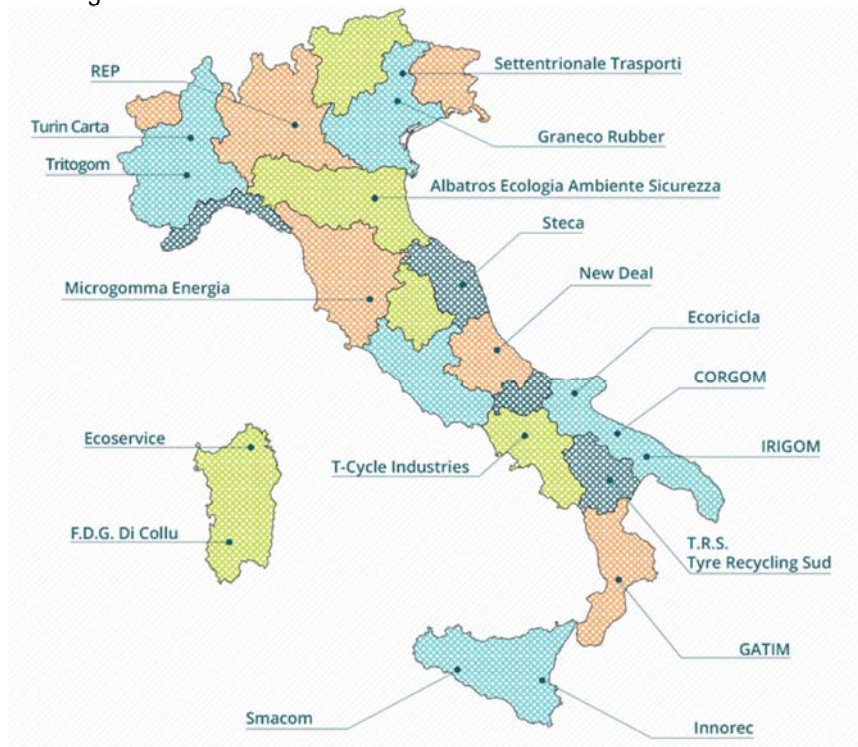 REP
Settentrionale Trasporti
Turin Carta
Graneco Rubber
Tritogom
Albatros Ecologia Ambiente Sicurezza
Steca
New Deal
Microgomma Energia
Ecoricicla
CORGOM
Ecoservice
IRIGOM
T-Cycle Industries
F.D.G. Di Collu
T.R.S.
Tyre Recycling Sud
GATIM
Smacom
Innorec